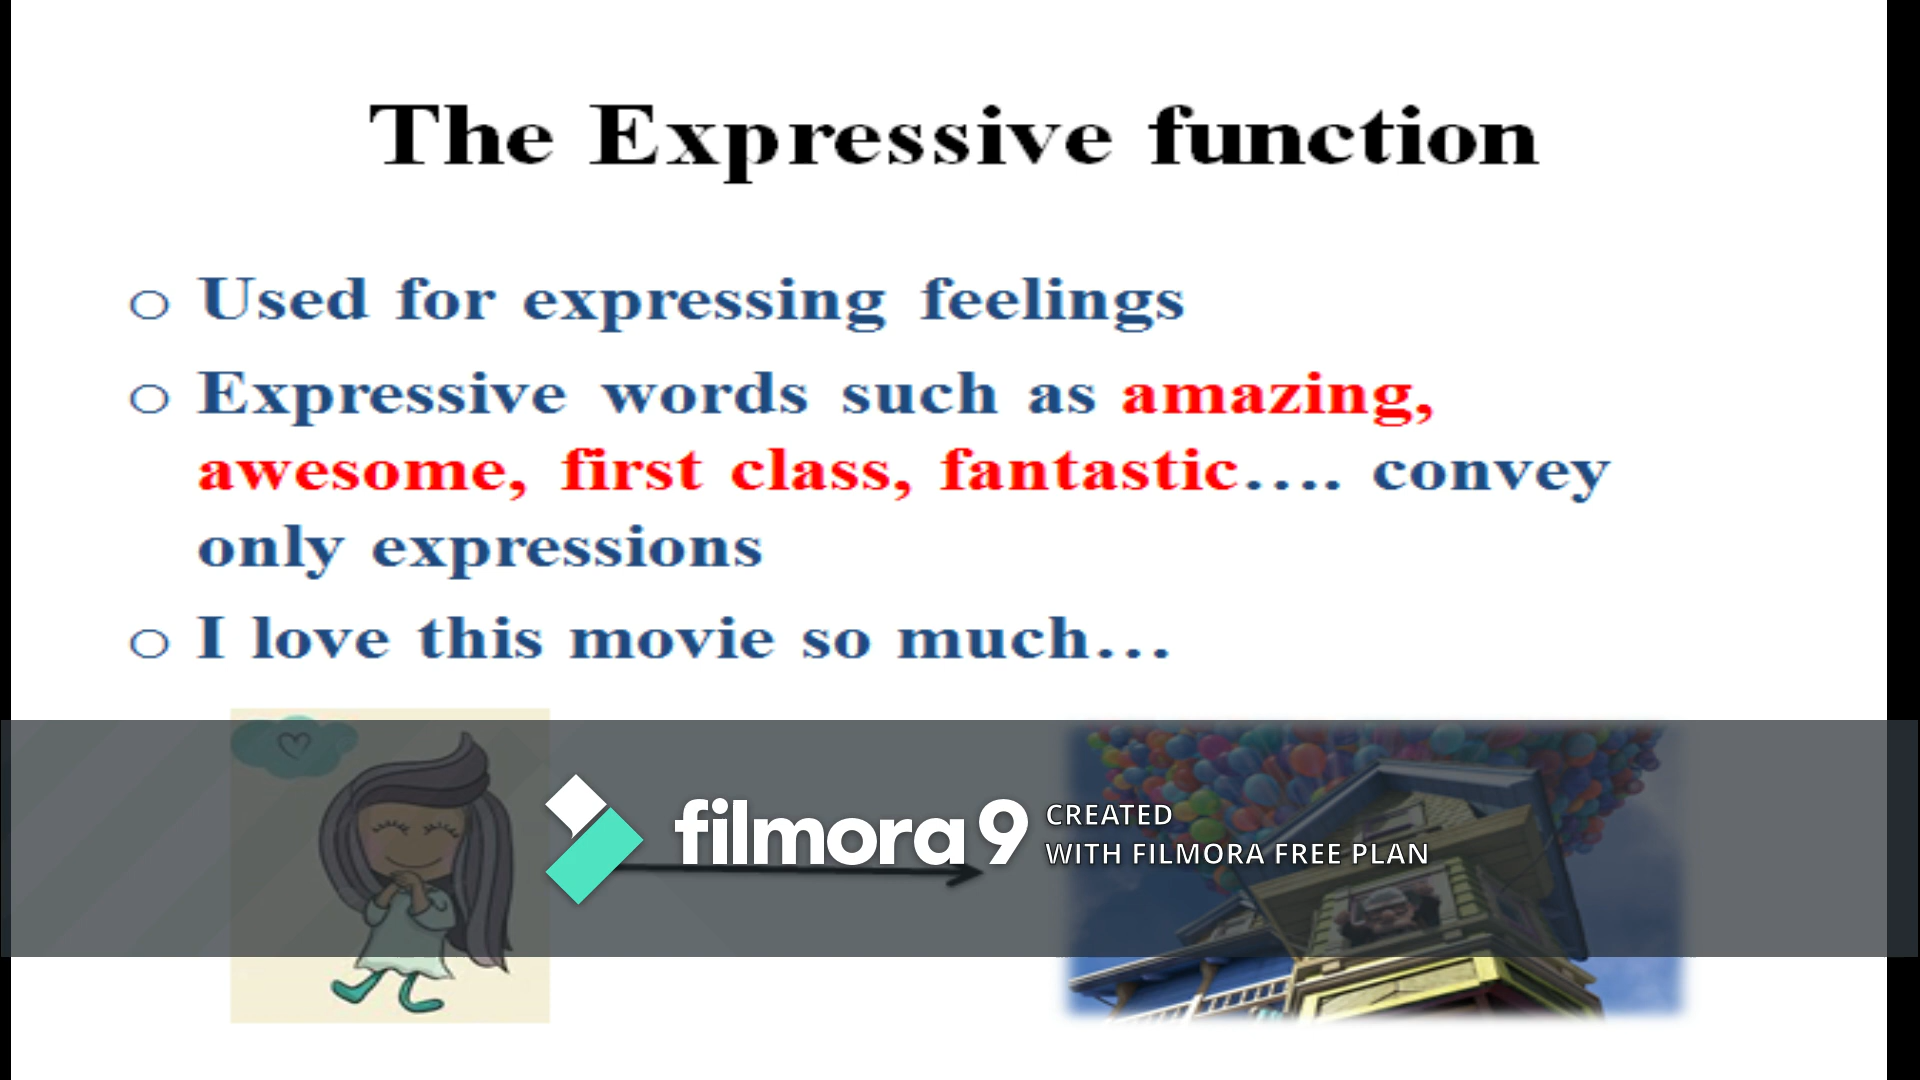 The Expressive function
o Used for expressing feelings
o Expressive words such as amazing,
awesome, first class, fantastic…. convey
only expressions
o I love this movie so much…
filmora9 CREATED
WITH FILMORA FREE PLAN